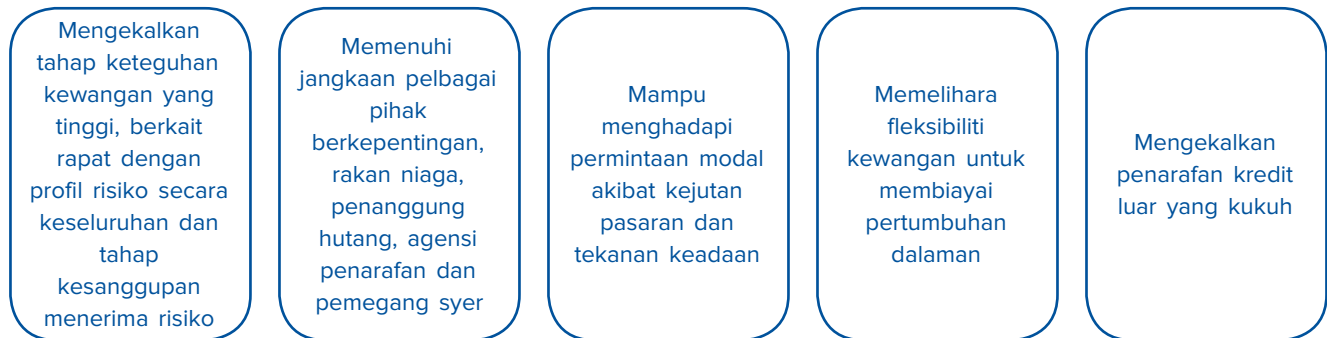 Mengekalkan
tahap keteguhan
kewangan yang
tinggi, berkait
rapat dengan
profil risiko secara
keseluruhan dan
tahap
kesanggupan
menerima risiko
Memenuhi
jangkaan pelbagai
pihak
berkepentingan,
rakan niaga,
penanggung
hutang, agensi
penarafan dan
pemegang syer
Mampu
menghadapi
permintaan modal
akibat kejutan
pasaran dan
tekanan keadaan
Memelihara
fleksibiliti
kewangan untuk
membiayai
pertumbuhan
dalaman
Mengekalkan
penarafan kredit
luar yang kukuh